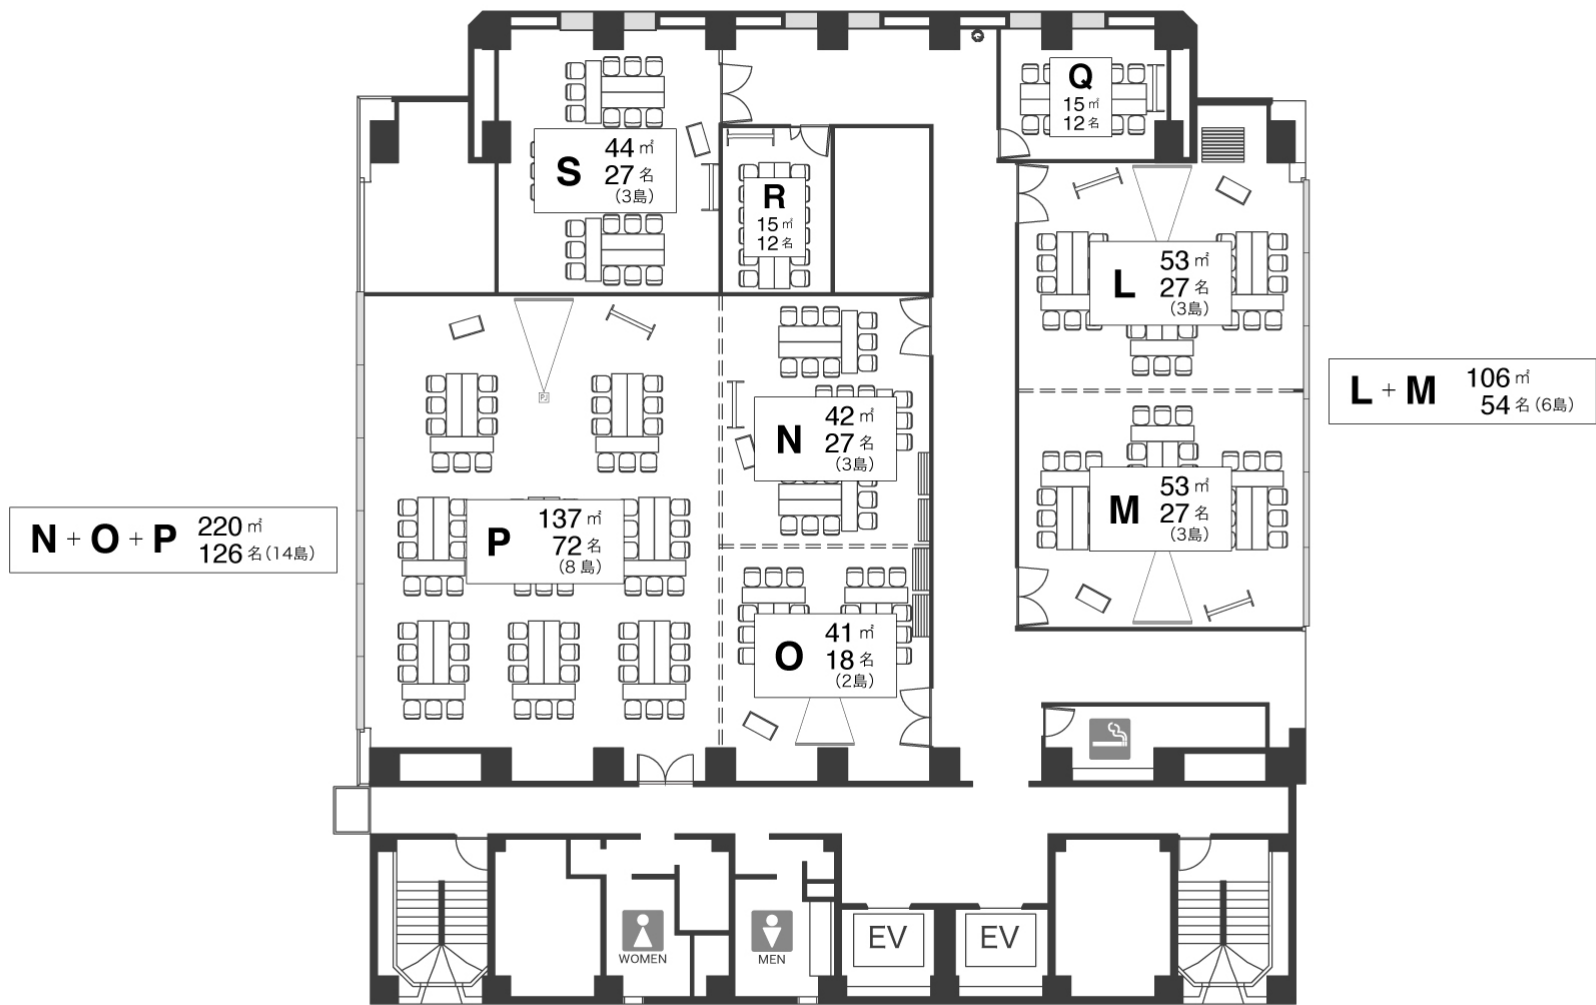 Q
15㎡
12名
S 44㎡
27名
(3島)
R
15㎡
12名
L 53㎡
27名
(3島)
L + M 106㎡
54名(6島)
N 42㎡
27名
(3島)
M 53㎡
27名
(3島)
N + O + P 220㎡
126名(14島)
P 137㎡
72名
(8島)
O 41㎡
18名
(2島)
WOMEN
MEN
EV
EV